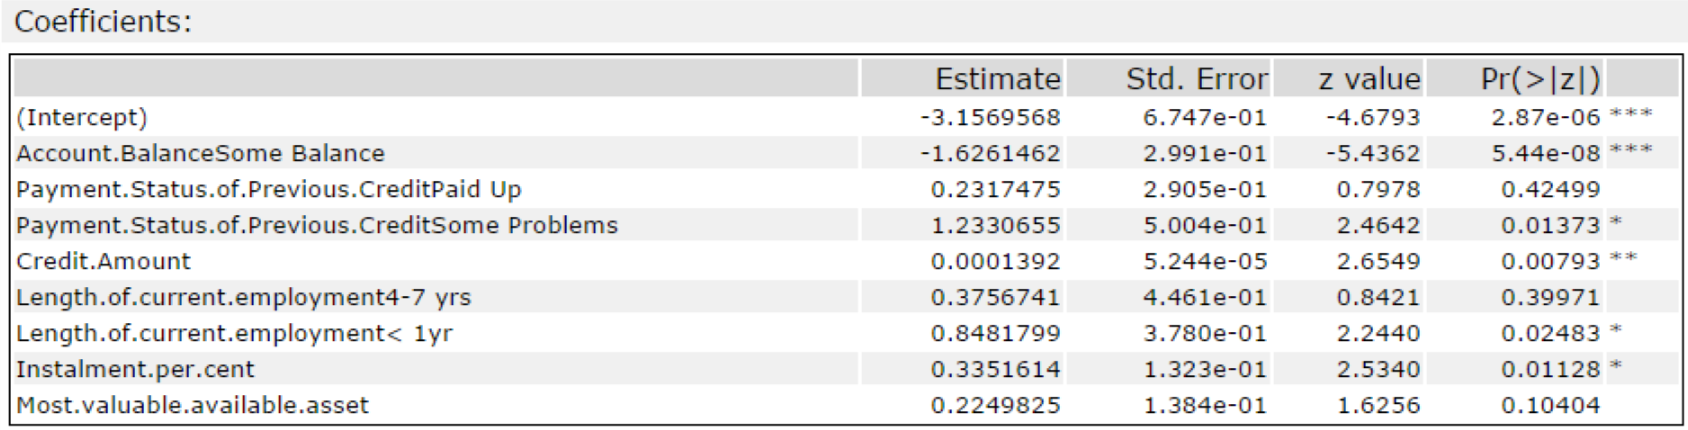 Coefficients:
Estimate Std. Error z value Pr(>|z|)
(Intercept) -3.1569568 6.747e-01 -4.6793 2.87e-06 ***
Account.BalanceSome Balance -1.6261462 2.991e-01 -5.4362 5.44e-08 ***
Payment.Status.of.Previous.CreditPaid Up 0.2317475 2.905e-01 0.7978 0.42499
Payment.Status.of.Previous.CreditSome Problems 1.2330655 5.004e-01 2.4642 0.01373 *
Credit.Amount 0.0001392 5.244e-05 2.6549 0.00793 **
Length.of.current.employment4-7 yrs 0.3756741 4.461e-01 0.8421 0.39971
Length.of.current.employment< 1yr 0.8481799 3.780e-01 2.2440 0.02483 *
Instalment.per.cent 0.3351614 1.323e-01 2.5340 0.01128 *
Most.valuable.available.asset 0.2249825 1.384e-01 1.6256 0.10404